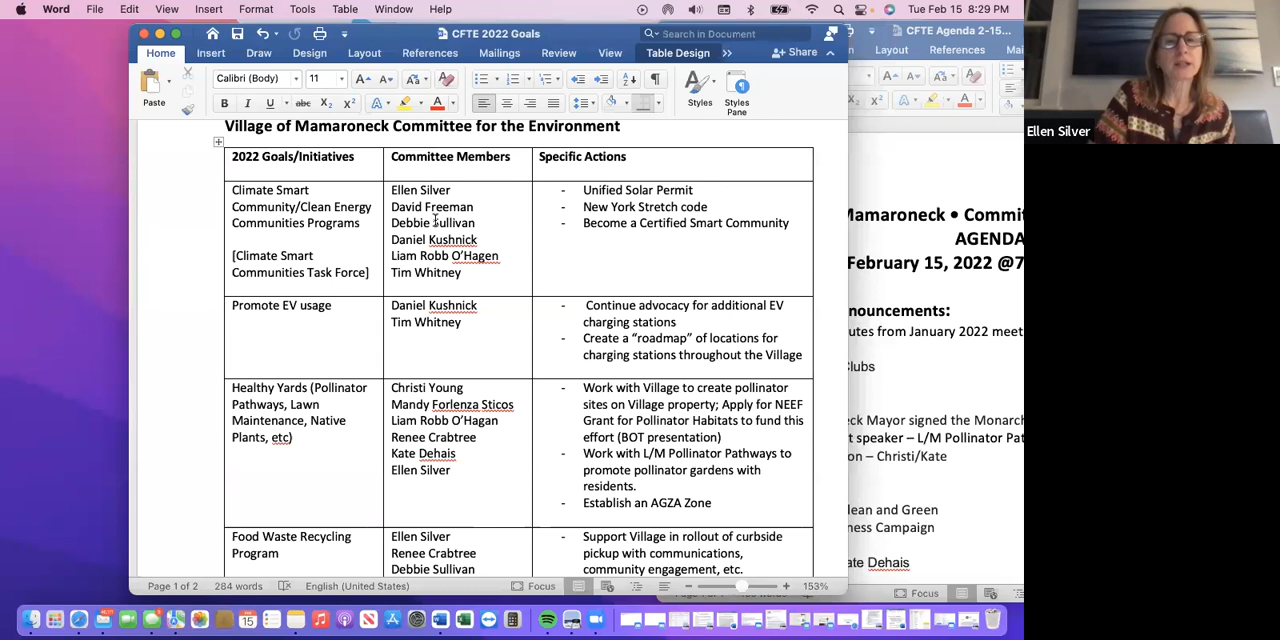 Word File Edit View Insert Format Tools Table Window Help Tue Feb 15 8:29 PM
CFTE 2022 Goals
Search in Document
CFTE Agenda 2-15...
Home Insert Draw Design Layout References Mailings Review View Table Design >> Share
Layout References Mai
Calibri (Body) 11
Paste
Styles
Styles Pane
Village of Mamaroneck Committee for the Environment
2022 Goals/Initiatives Committee Members Specific Actions
Climate Smart
Community/Clean Energy
Communities Programs
[Climate Smart
Communities Task Force]
Ellen Silver
David Freeman
Debbie Sullivan
Daniel Kushnick
Liam Robb O’Hagen
Tim Whitney
- Unified Solar Permit
- New York Stretch code
- Become a Certified Smart Community
Promote EV usage
Daniel Kushnick
Tim Whitney
- Continue advocacy for additional EV
charging stations
- Create a “roadmap” of locations for
charging stations throughout the Village
Healthy Yards (Pollinator
Pathways, Lawn
Maintenance, Native
Plants, etc)
Christi Young
Mandy Forlenza Sticos
Liam Robb O’Hagan
Renee Crabtree
Kate Dehais
Ellen Silver
- Work with Village to create pollinator
sites on Village property; Apply for NEEF
Grant for Pollinator Habitats to fund this
effort (BOT presentation)
- Work with L/M Pollinator Pathways to
promote pollinator gardens with
residents.
- Establish an AGZA Zone
Food Waste Recycling
Program
Ellen Silver
Renee Crabtree
Debbie Sullivan
- Support Village in rollout of curbside
pickup with communications,
community engagement, etc.
Page 1 of 2 284 words English (United States) Focus 153%
Mamaroneck • Commit
AGENDA
February 15, 2022 @7
nouncements:
utes from January 2022 meet
Clubs
eck Mayor signed the Monarch
t speaker – L/M Pollinator Pat
on – Christi/Kate
lean and Green
ness Campaign
ate Dehais
Focus
Ellen Silver